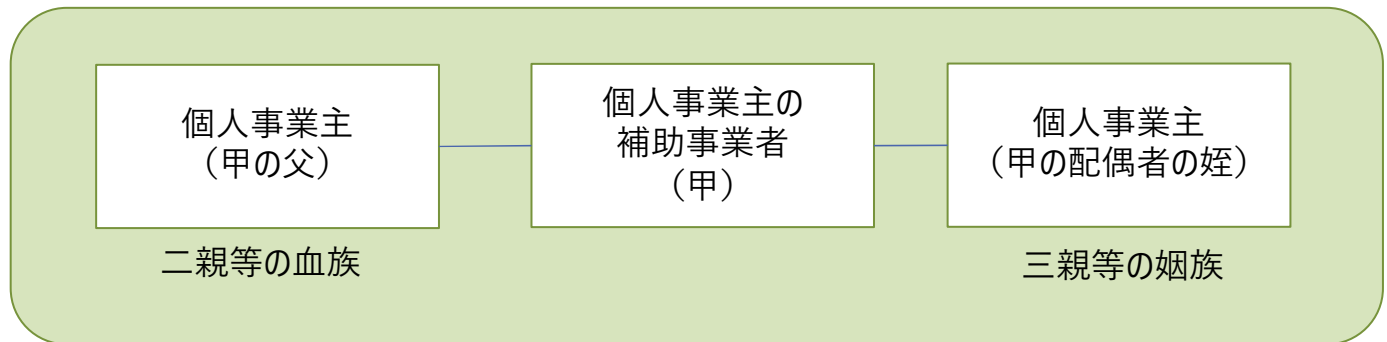 個人事業主
（甲の父）
個人事業主の
補助事業者
（甲）
個人事業主
（甲の配偶者の姪）
二親等の血族
三親等の姻族